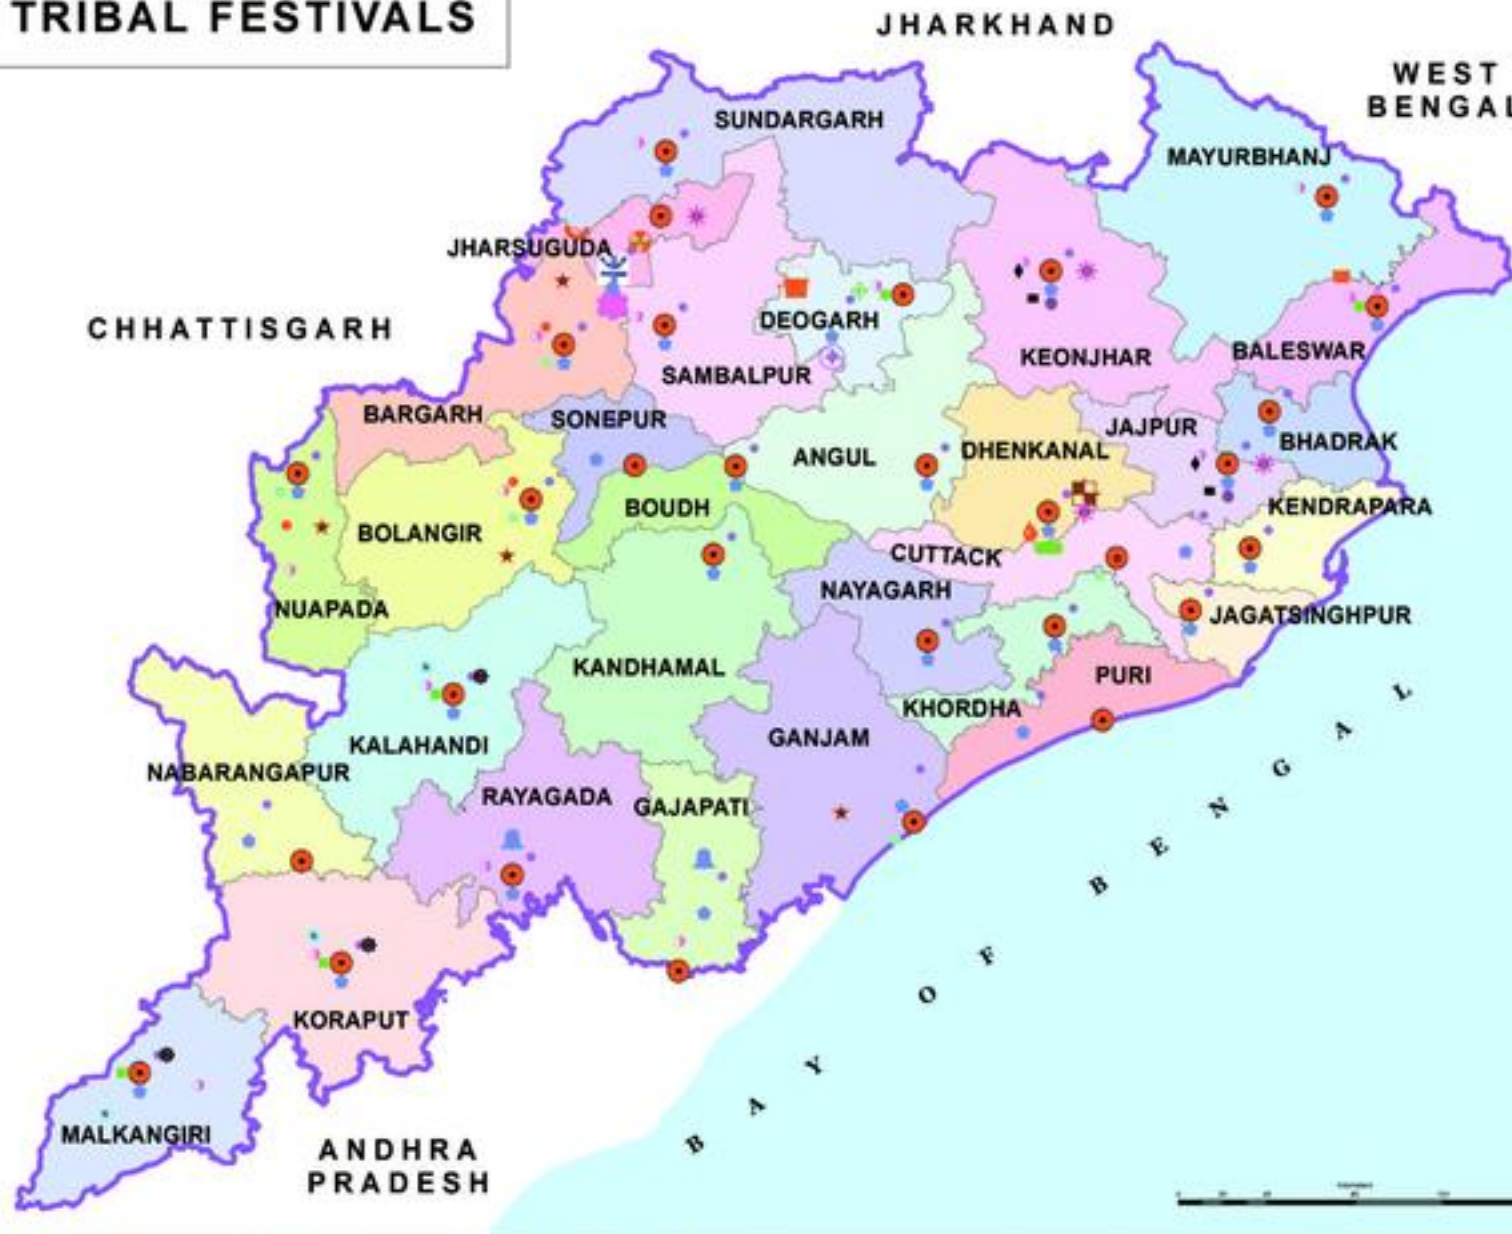 TRIBAL FESTIVALS
JHARKHAND
WEST
BENGAL
SUNDARGARH
MAYURBHANJ
JHARSUGUDA
CHHATTISGARH
DEOGARH
KEONJHAR
BALESWAR
SAMBALPUR
BARGARH
SONEPUR
JAJPUR
BHADRAK
ANGUL
DHENKANAL
BOUDH
KENDRAPARA
BOLANGIR
CUTTACK
NAYAGARH
NUAPADA
JAGATSINGHPUR
KANDHAMAL
PURI
KHORDHA
GANJAM
KALAHANDI
NABARANGAPUR
RAYAGADA
GAJAPATI
BAY OF BENGAL
KORAPUT
MALKANGIRI
ANDHRA
PRADESH